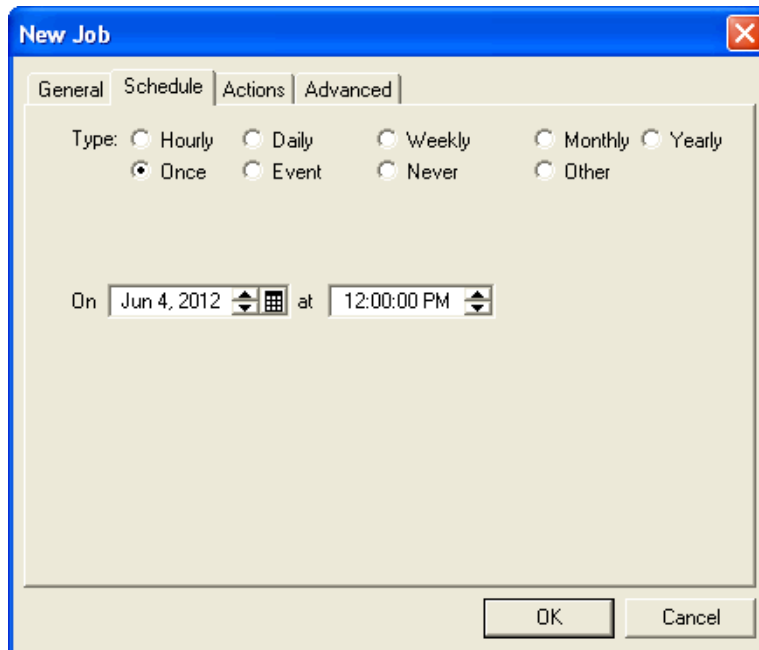 New Job
General Schedule Actions Advanced
Type: Hourly Daily Weekly Monthly Yearly
Once Event Never Other
On Jun 4, 2012 at 12:00:00 PM
OK Cancel